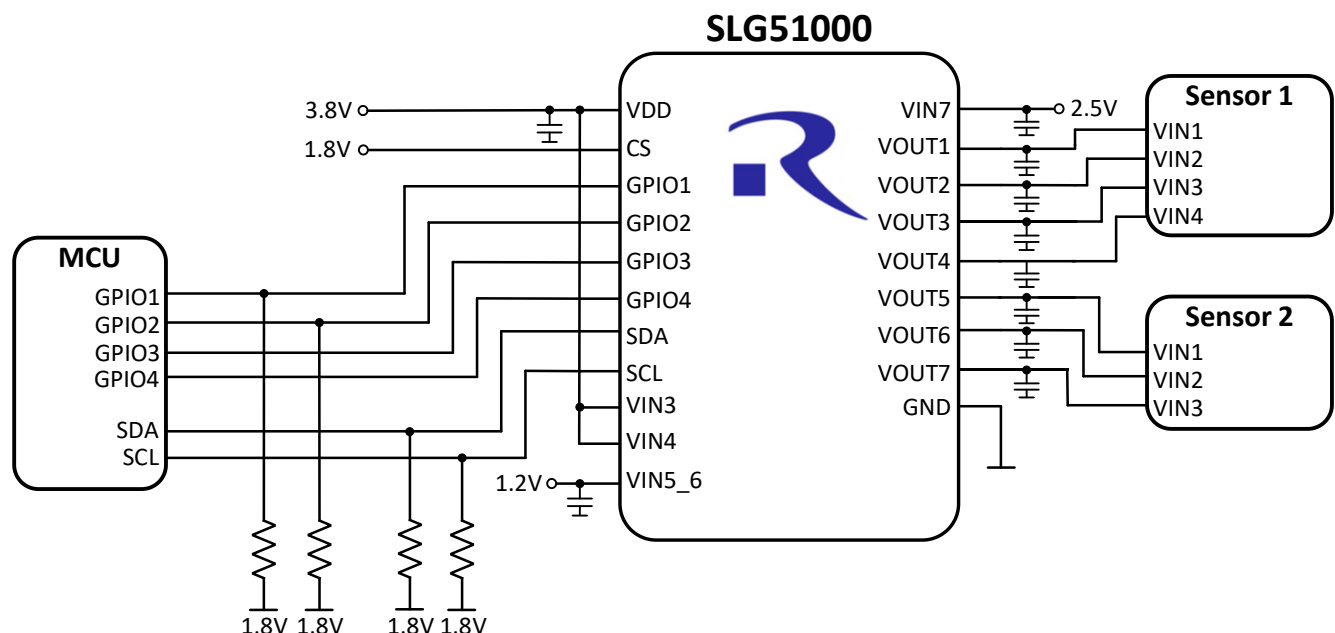 SLG51000
3.8V
1.8V
VDD
CS
GPIO1
GPIO2
GPIO3
GPIO4
SDA
SCL
VIN3
VIN4
1.2V
VIN5_6
VIN7
VOUT1
VOUT2
VOUT3
VOUT4
VOUT5
VOUT6
VOUT7
GND
2.5V
Sensor 1
VIN1
VIN2
VIN3
VIN4
Sensor 2
VIN1
VIN2
VIN3
MCU
GPIO1
GPIO2
GPIO3
GPIO4
SDA
SCL
1.8V 1.8V 1.8V 1.8V